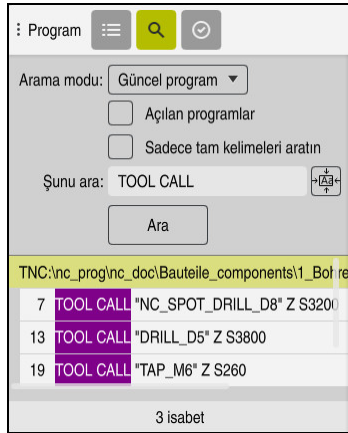 Program
Arama modu: Güncel program
Açılan programlar
Sadece tam kelimeleri aratın
Şunu ara: TOOL CALL
Ara
TNC:\nc_prog\nc_doc\Bauteile_components\1_Bohre
7 TOOL CALL "NC_SPOT_DRILL_D8" Z S3200
13 TOOL CALL "DRILL_D5" Z S3800
19 TOOL CALL "TAP_M6" Z S260
3 isabet